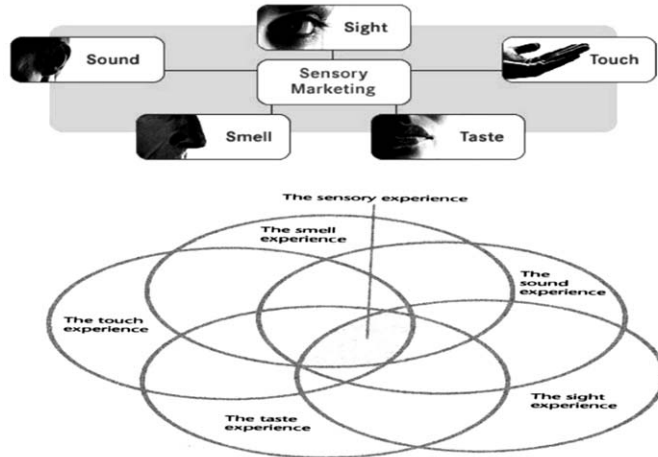 Sight
Sound
Touch
Sensory
Marketing
Smell
Taste
The sensory experience
The smell
experience
The
sound
experience
The touch
experience
The sight
experience
The taste
experience